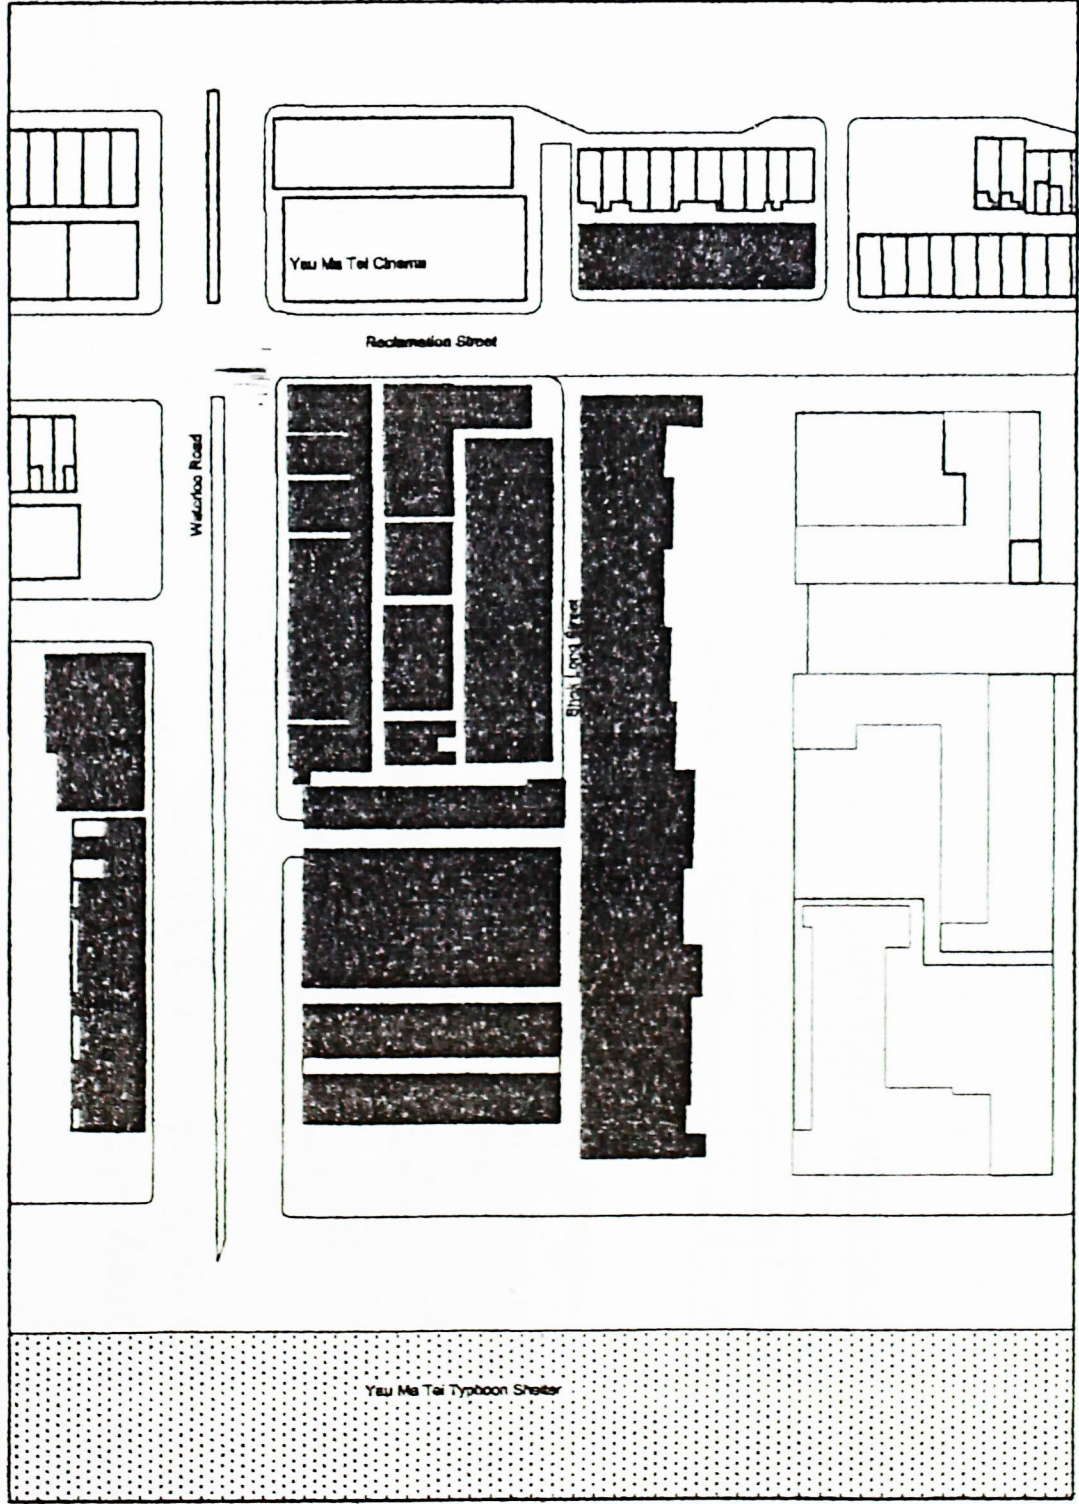 Yau Ma Tei Cinema
Reclamation Street
Waterloo Road
Shek Lung Street
Yau Ma Tei Typhoon Shelter